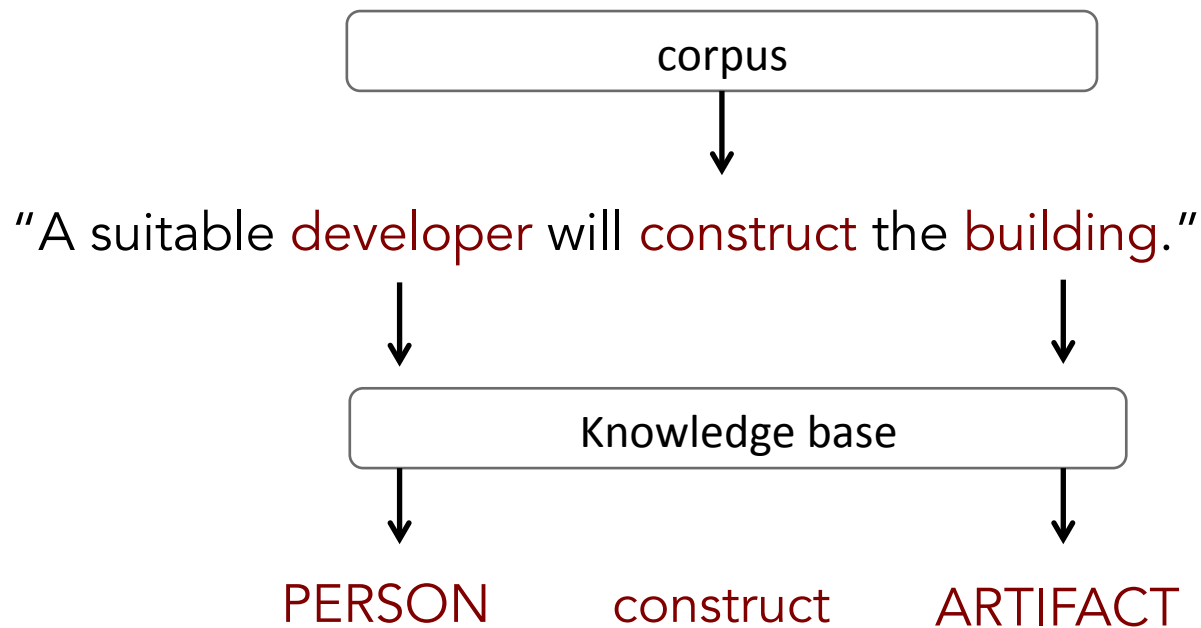 corpus
“A suitable developer will construct the building.”
Knowledge base
PERSON construct ARTIFACT